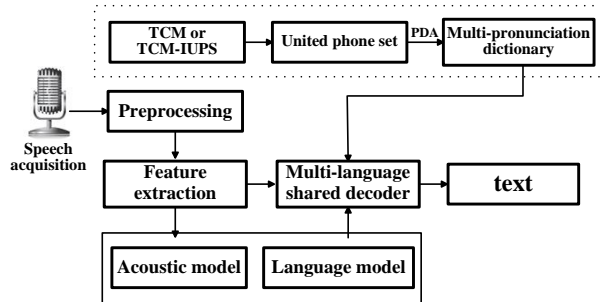 TCM or
TCM-IUPS
United phone set
PDA
Multi-pronunciation
dictionary
Speech
acquisition
Preprocessing
Feature
extraction
Multi-language
shared decoder
text
Acoustic model
Language model